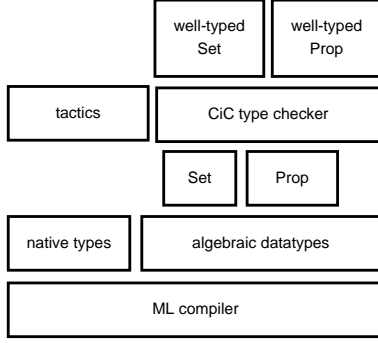 well-typed
Set
well-typed
Prop
tactics
CiC type checker
Set
Prop
native types
algebraic datatypes
ML compiler